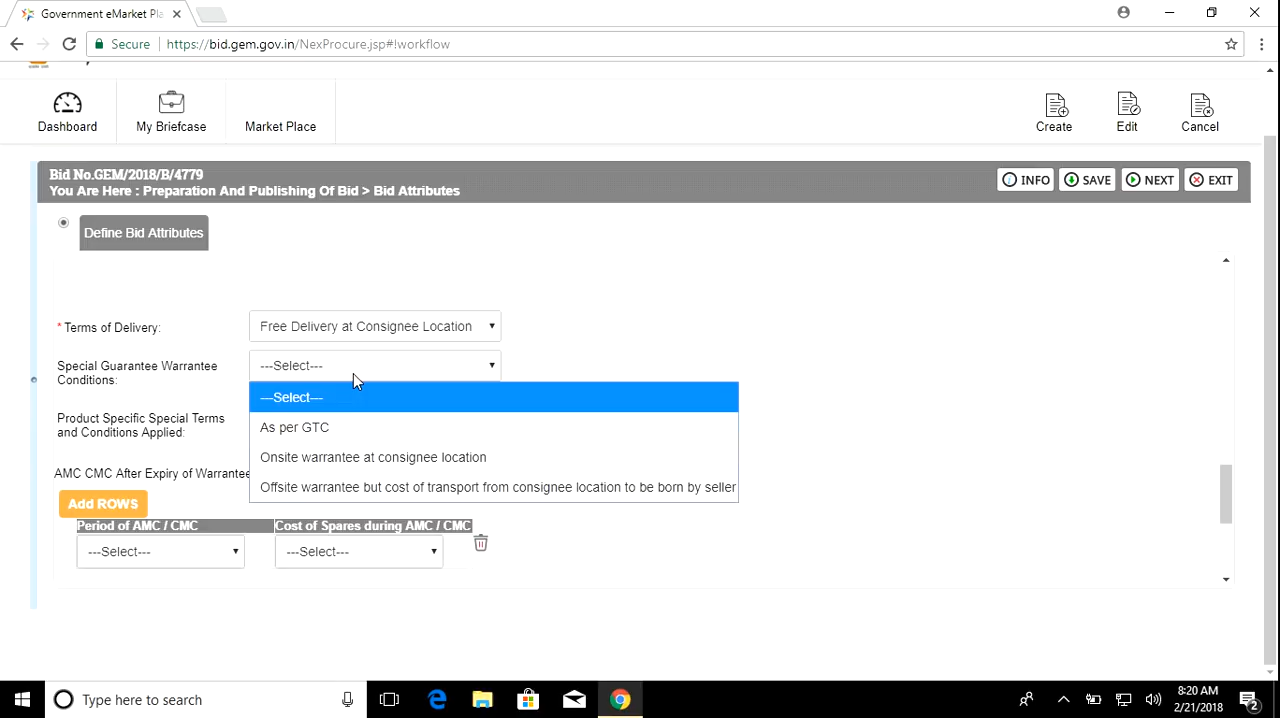 Government eMarket Pla
Secure https://bid.gem.gov.in/NexProcure.jsp#!workflow
Dashboard My Briefcase Market Place Create Edit Cancel
Bid No.GEM/2018/B/4779
You Are Here : Preparation And Publishing Of Bid > Bid Attributes
INFO SAVE NEXT EXIT
Define Bid Attributes
* Terms of Delivery: Free Delivery at Consignee Location
Special Guarantee Warrantee
Conditions:
---Select---
---Select---
As per GTC
Onsite warrantee at consignee location
Offsite warrantee but cost of transport from consignee location to be born by seller
Product Specific Special Terms
and Conditions Applied:
AMC CMC After Expiry of Warrantee
Add ROWS
Period of AMC / CMC Cost of Spares during AMC / CMC
---Select--- ---Select---
Type here to search
8:20 AM
2/21/2018
2